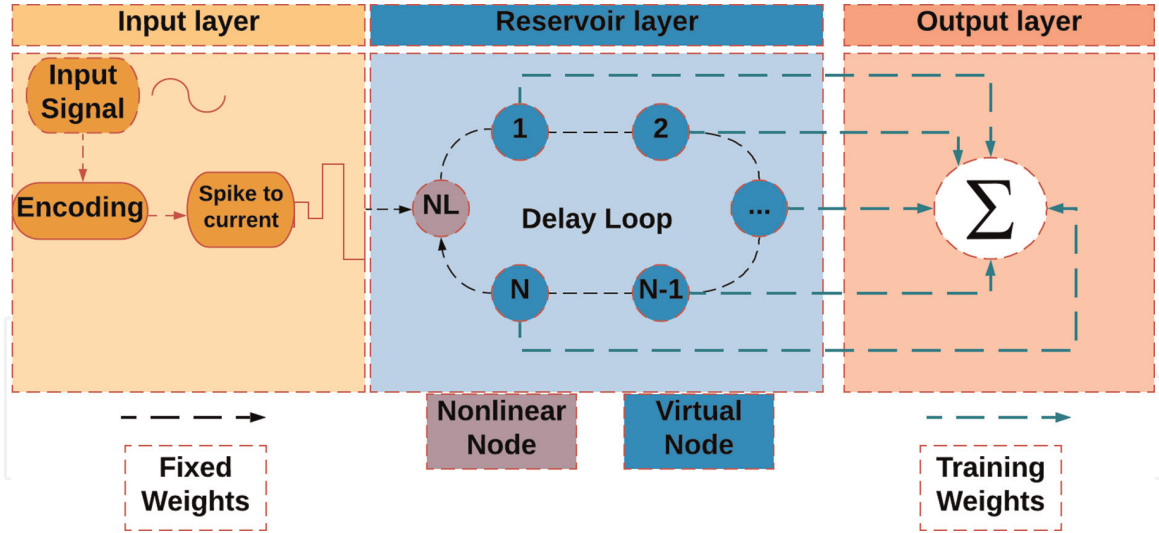 Input layer
Reservoir layer
Output layer
Input
Signal
Encoding
Spike to
current
NL
1
2
...
Delay Loop
N
N-1
Σ
Nonlinear
Node
Virtual
Node
Fixed
Weights
Training
Weights